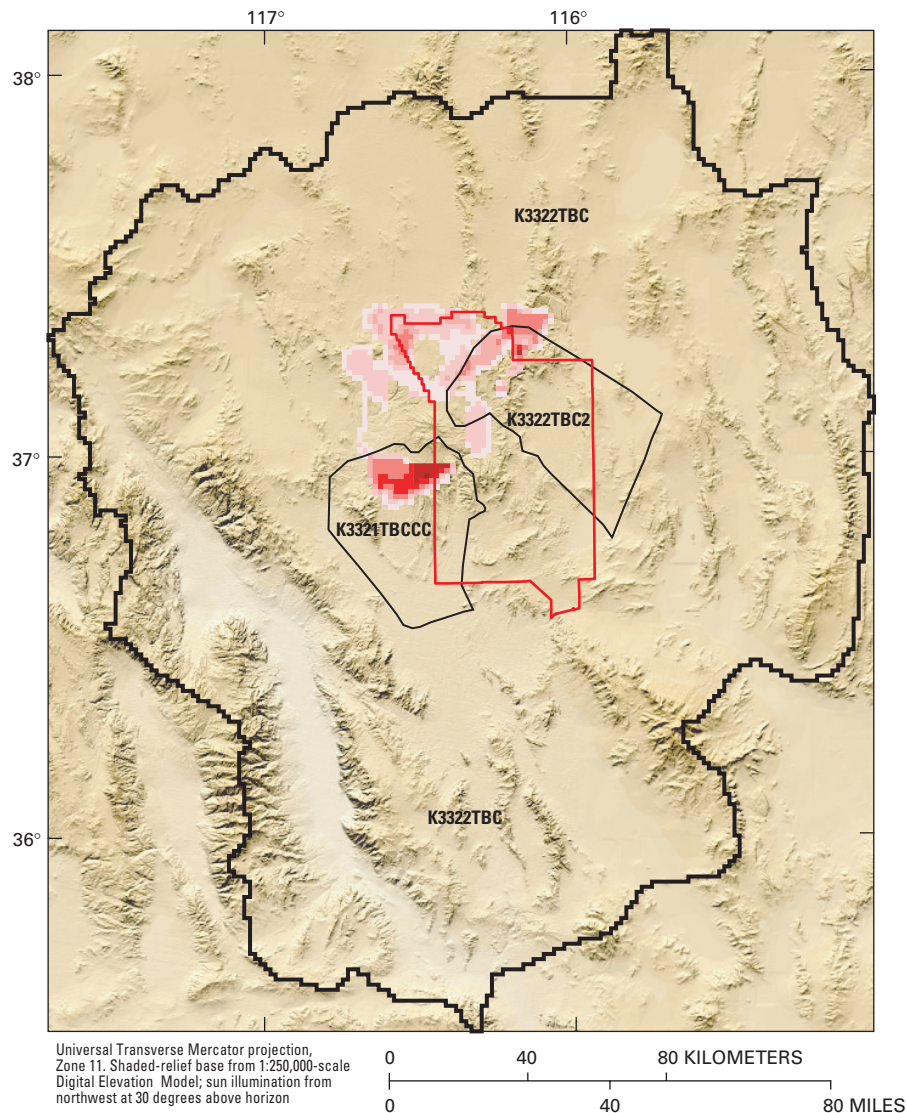 117° 116°
38°
K3322TBC
K3322TBC2
37°
K3321TBCCC
K3322TBC
36°
Universal Transverse Mercator projection,
Zone 11. Shaded-relief base from 1:250,000-scale
Digital Elevation Model; sun illumination from
northwest at 30 degrees above horizon
0 40 80 KILOMETERS
0 40 80 MILES